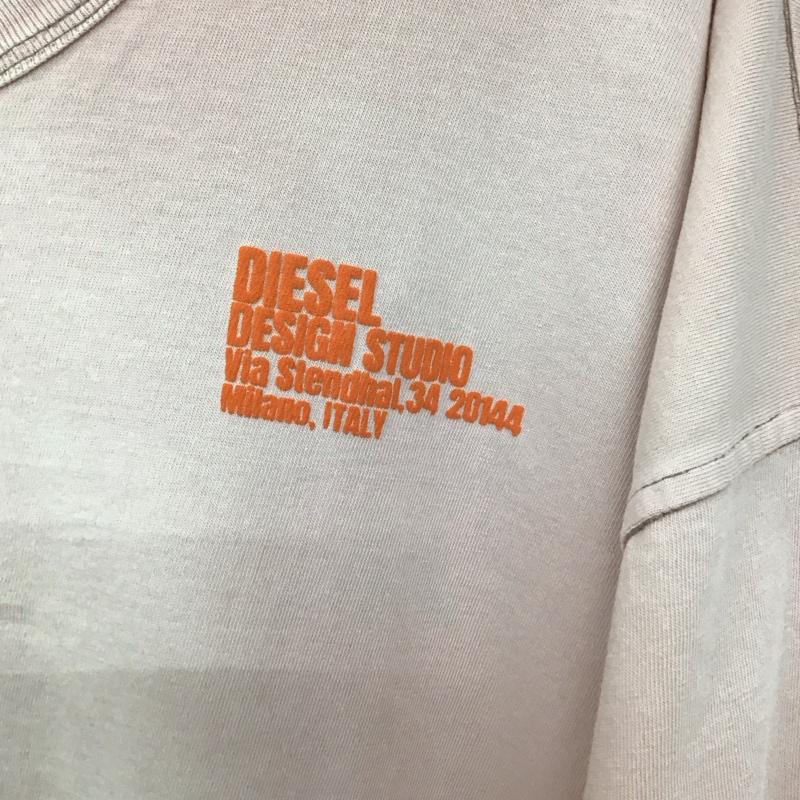 DIESEL
DESIGN STUDIO
Via Stendhal,34 20144
Milano, ITALY